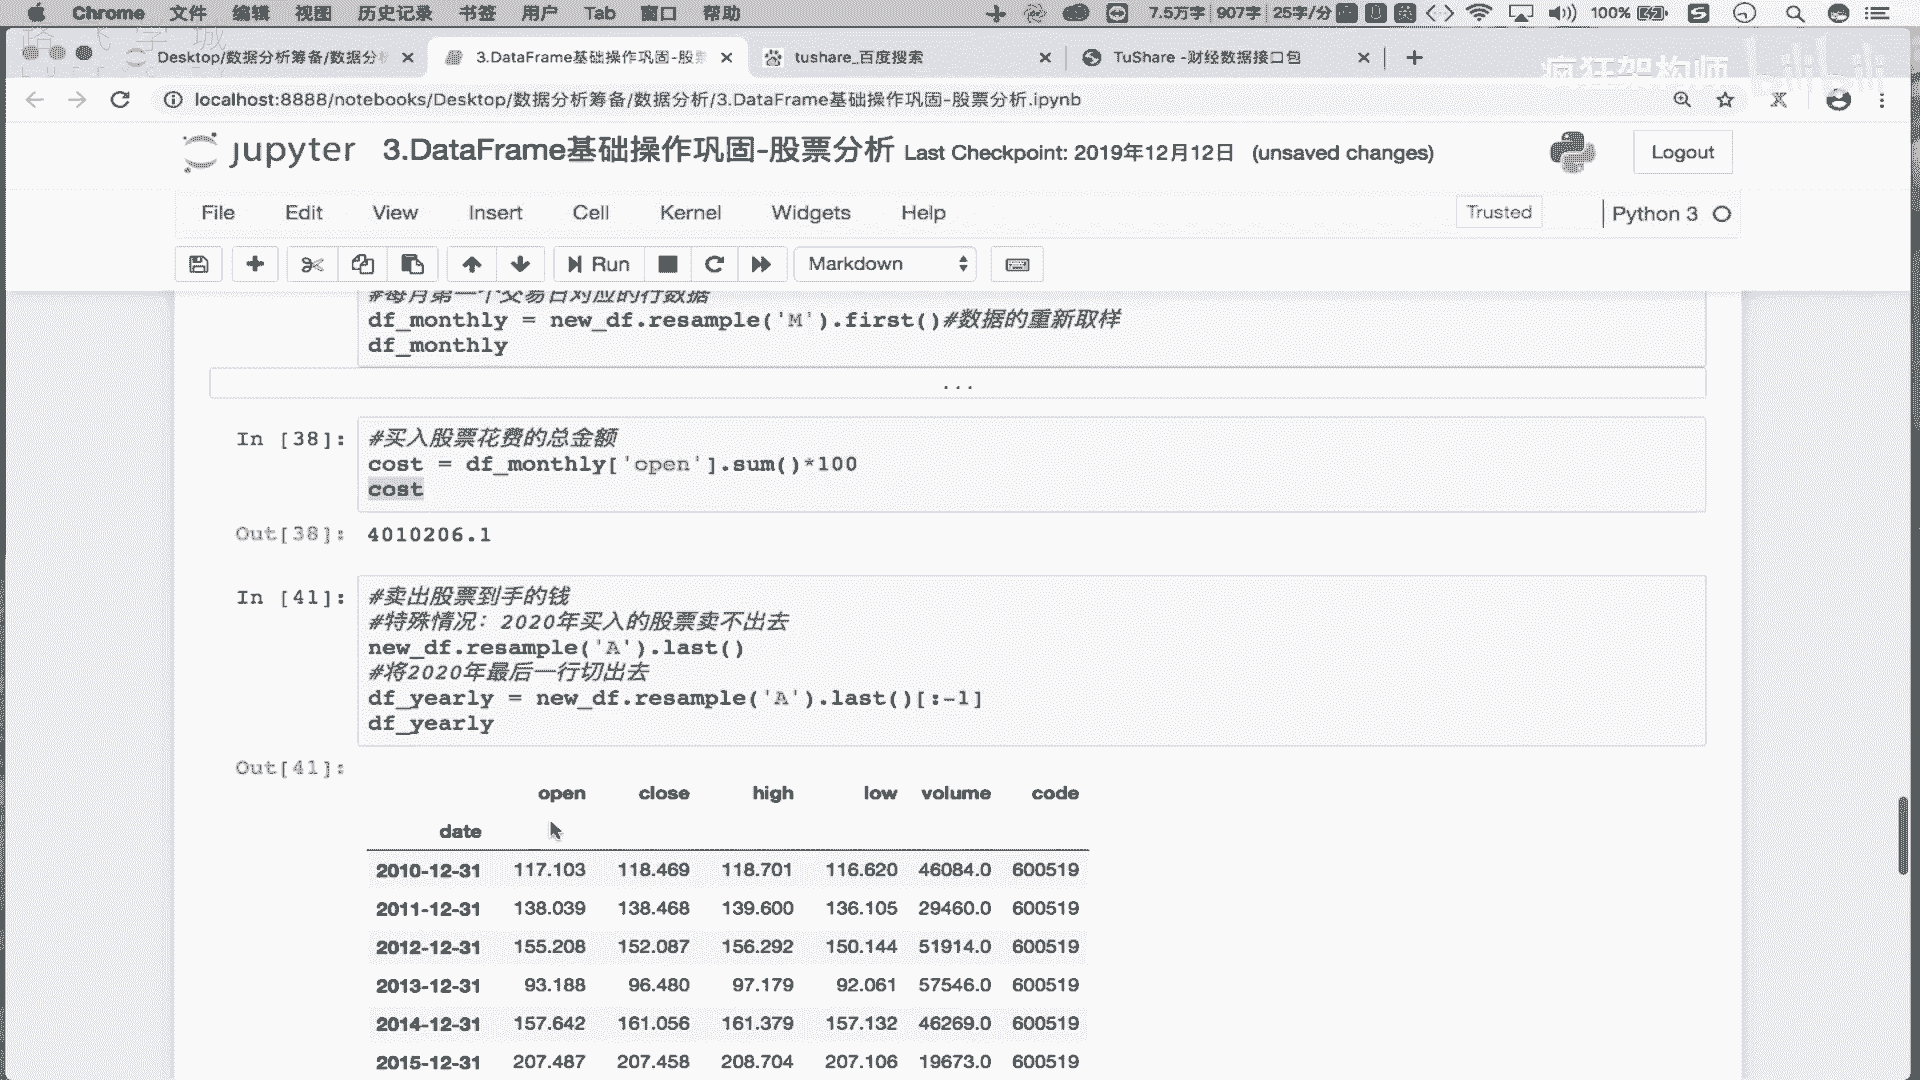 Chrome 文件 编辑 视图 历史记录 书签 用户 Tab 窗口 帮助 7.5万字 907字 25字/分 100%
Desktop/数据分析筹备/数据分 3.DataFrame基础操作巩固-股 tushare_百度搜索 TuShare -财经数据接口包
疯狂架构师 bilibili
localhost:8888/notebooks/Desktop/数据分析筹备/数据分析/3.DataFrame基础操作巩固-股票分析.ipynb
jupyter 3.DataFrame基础操作巩固-股票分析 Last Checkpoint: 2019年12月12日 (unsaved changes) Logout
File Edit View Insert Cell Kernel Widgets Help Trusted Python 3
Run Markdown
#每月第一个交易日对应的行数据
df_monthly = new_df.resample('M').first()#数据的重新取样
df_monthly
...
In [38]: #买入股票花费的总金额
cost = df_monthly['open'].sum()*100
cost
Out[38]: 4010206.1
In [41]: #卖出股票到手的钱
#特殊情况：2020年买入的股票卖不出去
new_df.resample('A').last()
#将2020年最后一行切出去
df_yearly = new_df.resample('A').last()[:-1]
df_yearly
Out[41]:
open close high low volume code
date
2010-12-31 117.103 118.469 118.701 116.620 46084.0 600519
2011-12-31 138.039 138.468 139.600 136.105 29460.0 600519
2012-12-31 155.208 152.087 156.292 150.144 51914.0 600519
2013-12-31 93.188 96.480 97.179 92.061 57546.0 600519
2014-12-31 157.642 161.056 161.379 157.132 46269.0 600519
2015-12-31 207.487 207.458 208.704 207.106 19673.0 600519